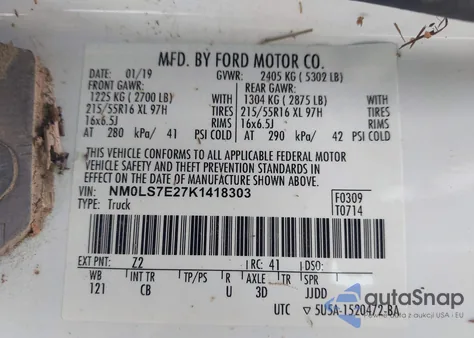 MFD. BY FORD MOTOR CO.
DATE: 01/19 GVWR: 2405 KG ( 5302 LB)
FRONT GAWR: REAR GAWR:
1225 KG ( 2700 LB) WITH 1304 KG ( 2875 LB) WITH
215/55R16 XL 97H TIRES 215/55R16 XL 97H TIRES
16x6.5J RIMS 16x6.5J RIMS
AT 280 kPa/ 41 PSI COLD AT 290 kPa/ 42 PSI COLD
THIS VEHICLE CONFORMS TO ALL APPLICABLE FEDERAL MOTOR
VEHICLE SAFETY AND THEFT PREVENTION STANDARDS IN
EFFECT ON THE DATE OF MANUFACTURE SHOWN ABOVE.
VIN: NM0LS7E27K1418303 F0309
TYPE: Truck T0714
EXT PNT: Z2 RC: 41 DSO:
WB INT TR TP/PS R AXLE TR SPR
121 CB U 3D JJDD
UTC 5U5A-1520472-BA
autoSnap
by Carfast